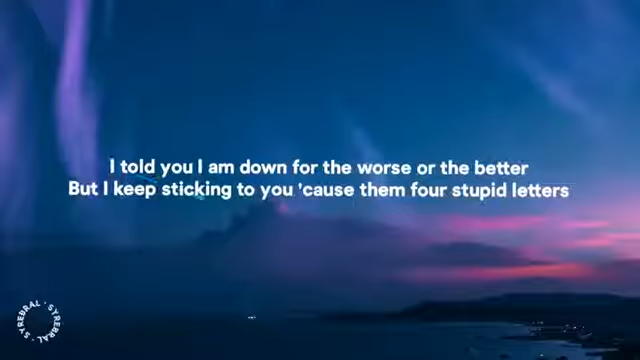 I told you I am down for the worse or the better
But I keep sticking to you 'cause them four stupid letters
SYREBRAL · SYREBRAL ·